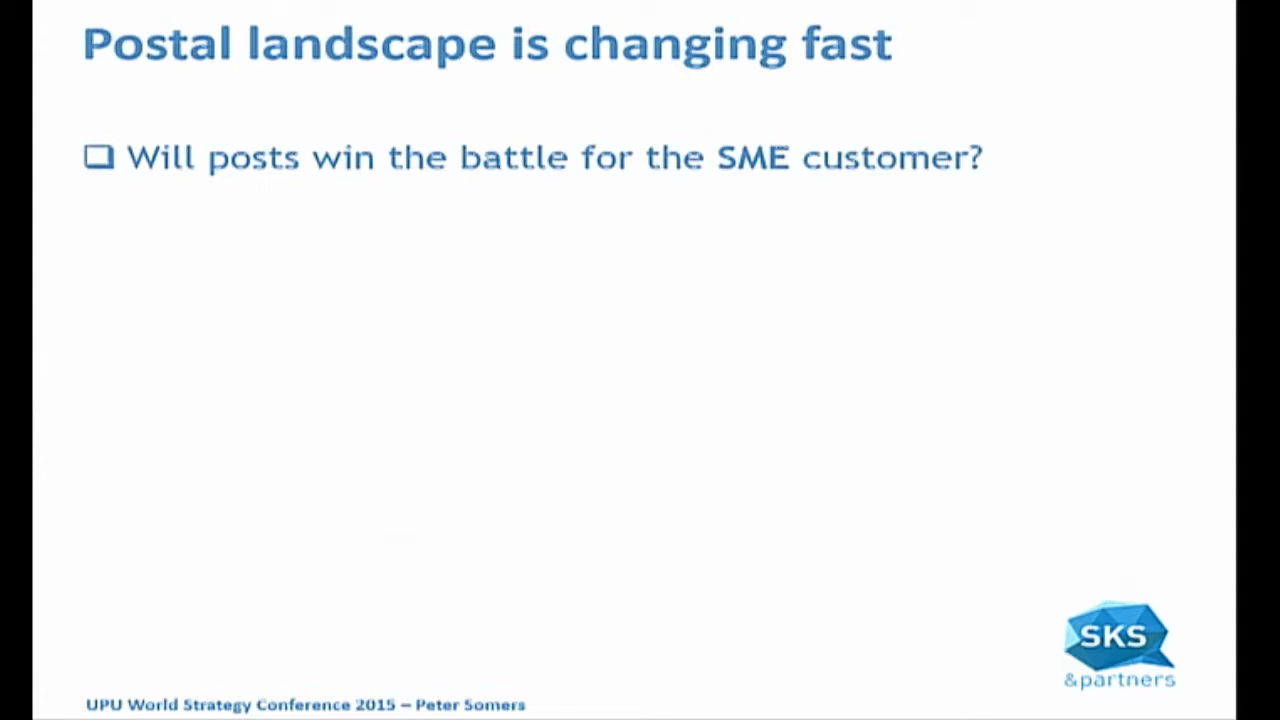 Postal landscape is changing fast
❑ Will posts win the battle for the SME customer?
SKS
&partners
UPU World Strategy Conference 2015 – Peter Somers